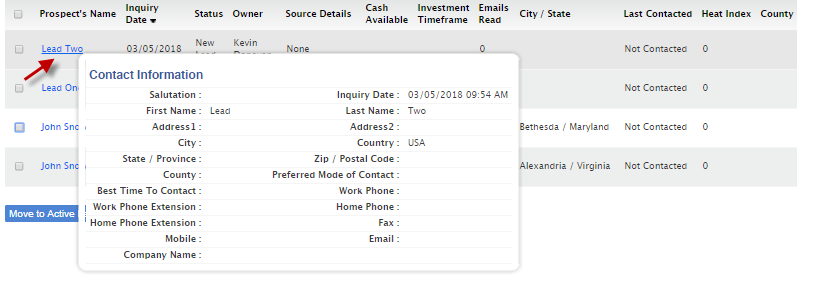 Prospect's Name Inquiry Date Status Owner Source Details Cash Available Investment Timeframe Emails Read City / State Last Contacted Heat Index County
Lead Two 03/05/2018 New Kevin None 0 Not Contacted 0
Lead One Not Contacted 0
John Snow Bethesda / Maryland Not Contacted 0
John Snow Alexandria / Virginia Not Contacted 0
Move to Active
Contact Information
Salutation : Inquiry Date : 03/05/2018 09:54 AM
First Name : Lead Last Name : Two
Address1 : Address2 :
City : Country : USA
State / Province : Zip / Postal Code :
County : Preferred Mode of Contact :
Best Time To Contact : Work Phone :
Work Phone Extension : Home Phone :
Home Phone Extension : Fax :
Mobile : Email :
Company Name :